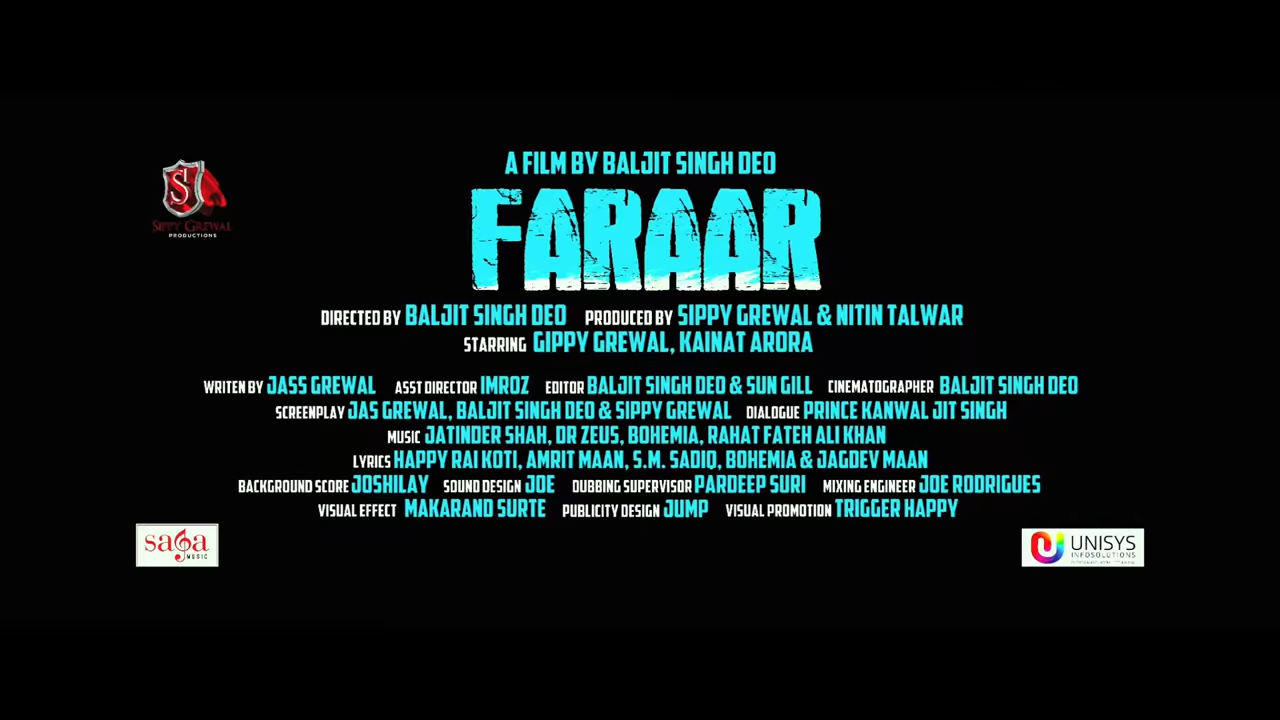 A FILM BY BALJIT SINGH DEO
FARAAR
SI
SIPPY GREWAL
PRODUCTIONS
DIRECTED BY BALJIT SINGH DEO PRODUCED BY SIPPY GREWAL & NITIN TALWAR
STARRING GIPPY GREWAL, KAINAT ARORA
WRITEN BY JASS GREWAL ASST DIRECTOR IMROZ EDITOR BALJIT SINGH DEO & SUN GILL CINEMATOGRAPHER BALJIT SINGH DEO
SCREENPLAY JAS GREWAL, BALJIT SINGH DEO & SIPPY GREWAL DIALOGUE PRINCE KANWAL JIT SINGH
MUSIC JATINDER SHAH, DR ZEUS, BOHEMIA, RAHAT FATEH ALI KHAN
LYRICS HAPPY RAI KOTI, AMRIT MAAN, S.M. SADIQ, BOHEMIA & JAGDEV MAAN
BACKGROUND SCORE JOSHILAY SOUND DESIGN JOE DUBBING SUPERVISOR PARDEEP SURI MIXING ENGINEER JOE RODRIGUES
VISUAL EFFECT MAKARAND SURTE PUBLICITY DESIGN JUMP VISUAL PROMOTION TRIGGER HAPPY
saga
MUSIC
UNISYS
INFOSOLUTIONS